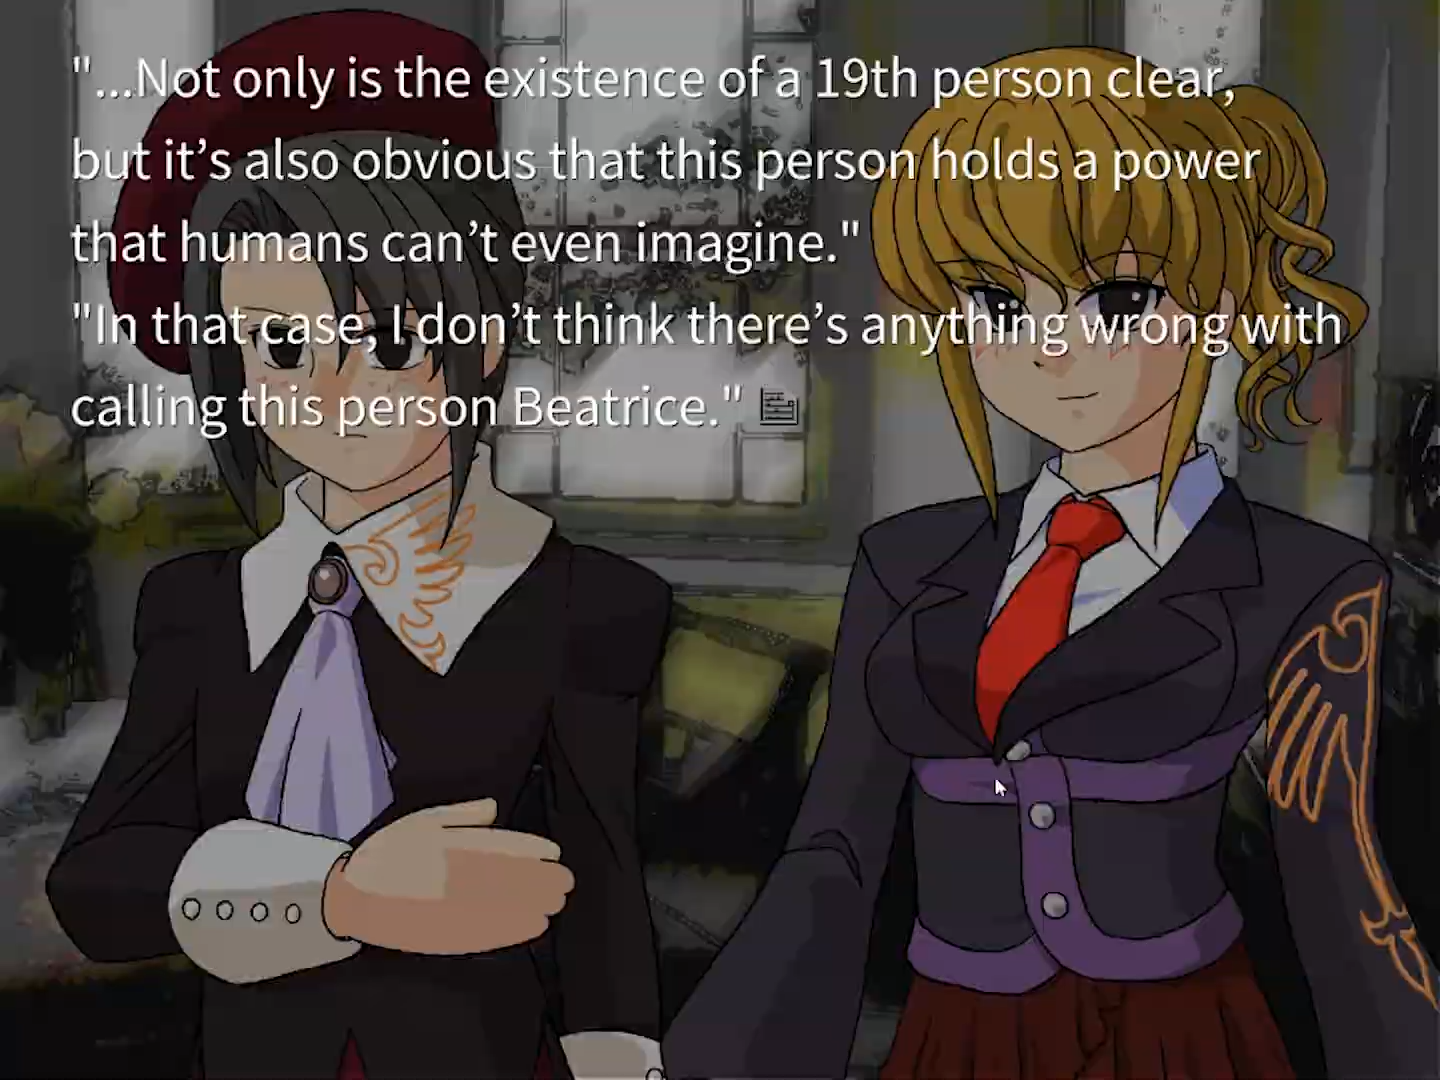 "...Not only is the existence of a 19th person clear,
but it’s also obvious that this person holds a power
that humans can’t even imagine."
"In that case, I don’t think there’s anything wrong with
calling this person Beatrice."